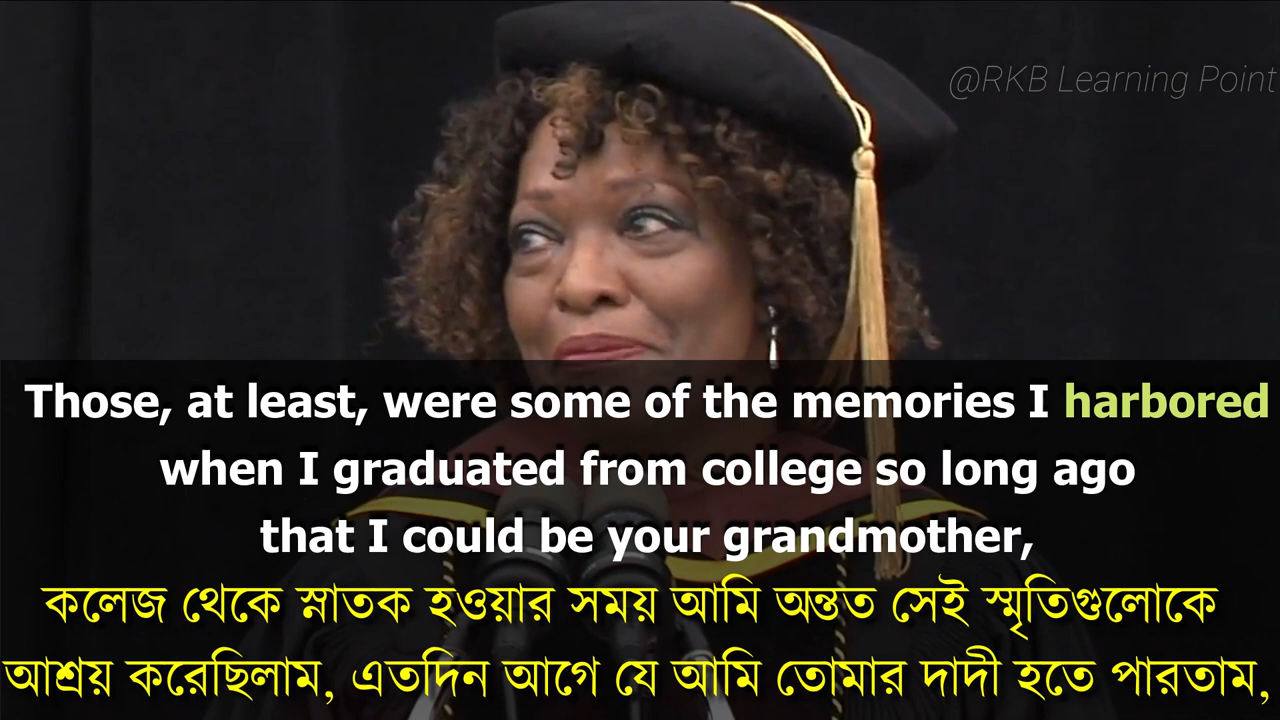 @RKB Learning Point
Those, at least, were some of the memories I harbored
when I graduated from college so long ago
that I could be your grandmother,
কলেজ থেকে স্নাতক হওয়ার সময় আমি অন্তত সেই স্মৃতিগুলোকে
আশ্রয় করেছিলাম, এতদিন আগে যে আমি তোমার দাদী হতে পারতাম,